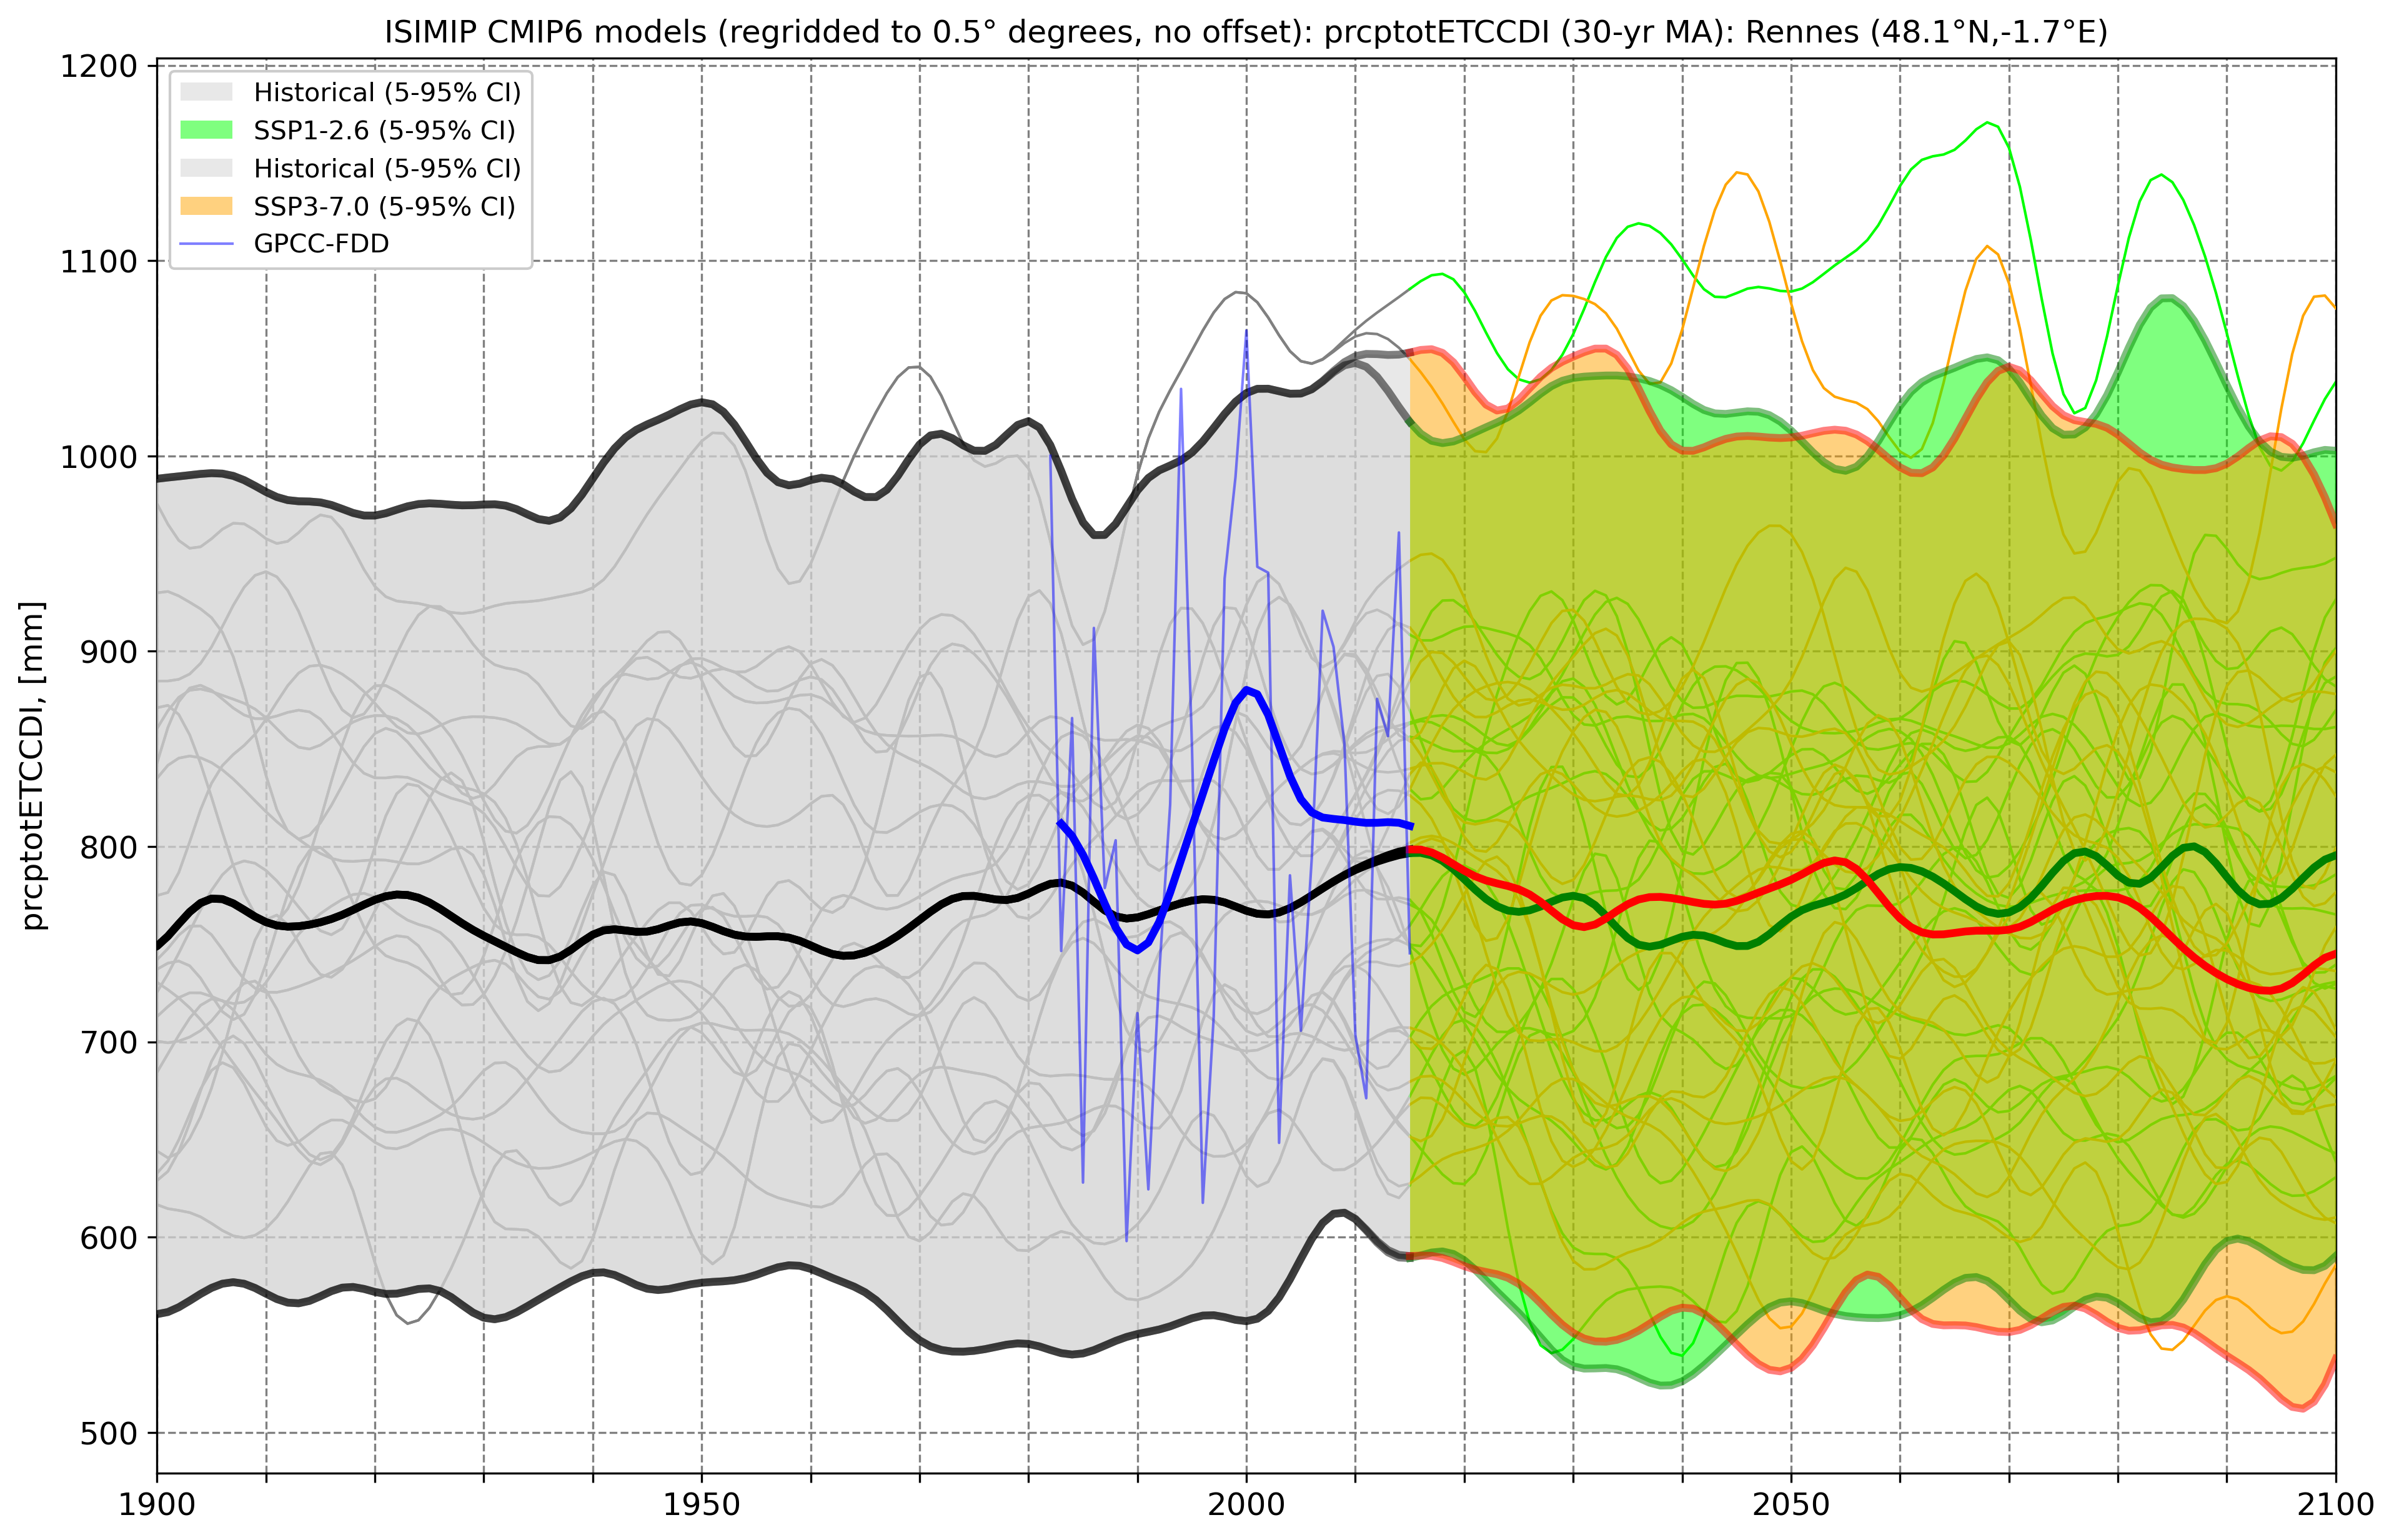 ISIMIP CMIP6 models (regridded to 0.5° degrees, no offset): prcptotETCCDI (30-yr MA): Rennes (48.1°N,-1.7°E)
Historical (5-95% CI)
SSP1-2.6 (5-95% CI)
Historical (5-95% CI)
SSP3-7.0 (5-95% CI)
GPCC-FDD
prcptotETCCDI, [mm]
1200
1100
1000
900
800
700
600
500
1900
1950
2000
2050
2100